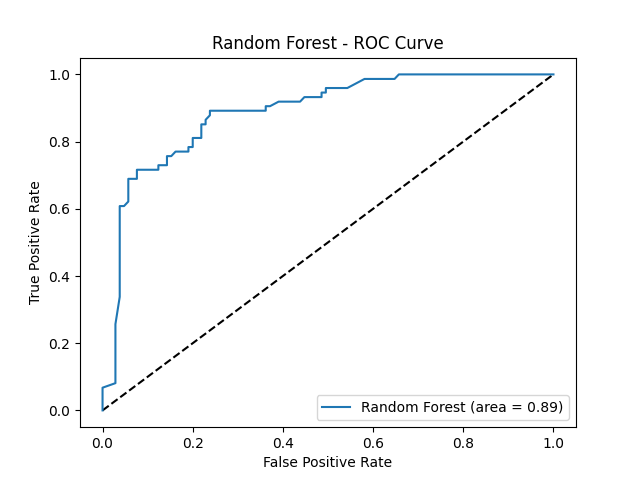 Random Forest - ROC Curve
True Positive Rate
1.0
0.8
0.6
0.4
0.2
0.0
Random Forest (area = 0.89)
0.0 0.2 0.4 0.6 0.8 1.0
False Positive Rate